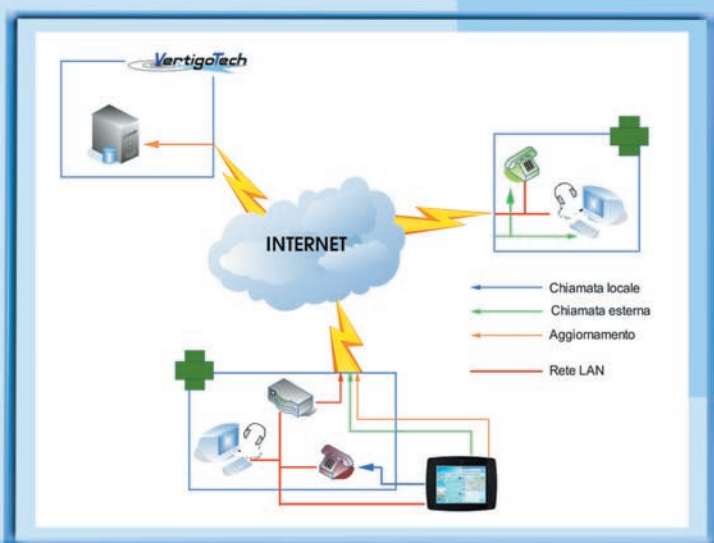 VertigoTech
INTERNET
Chiamata locale
Chiamata esterna
Aggiornamento
Rete LAN